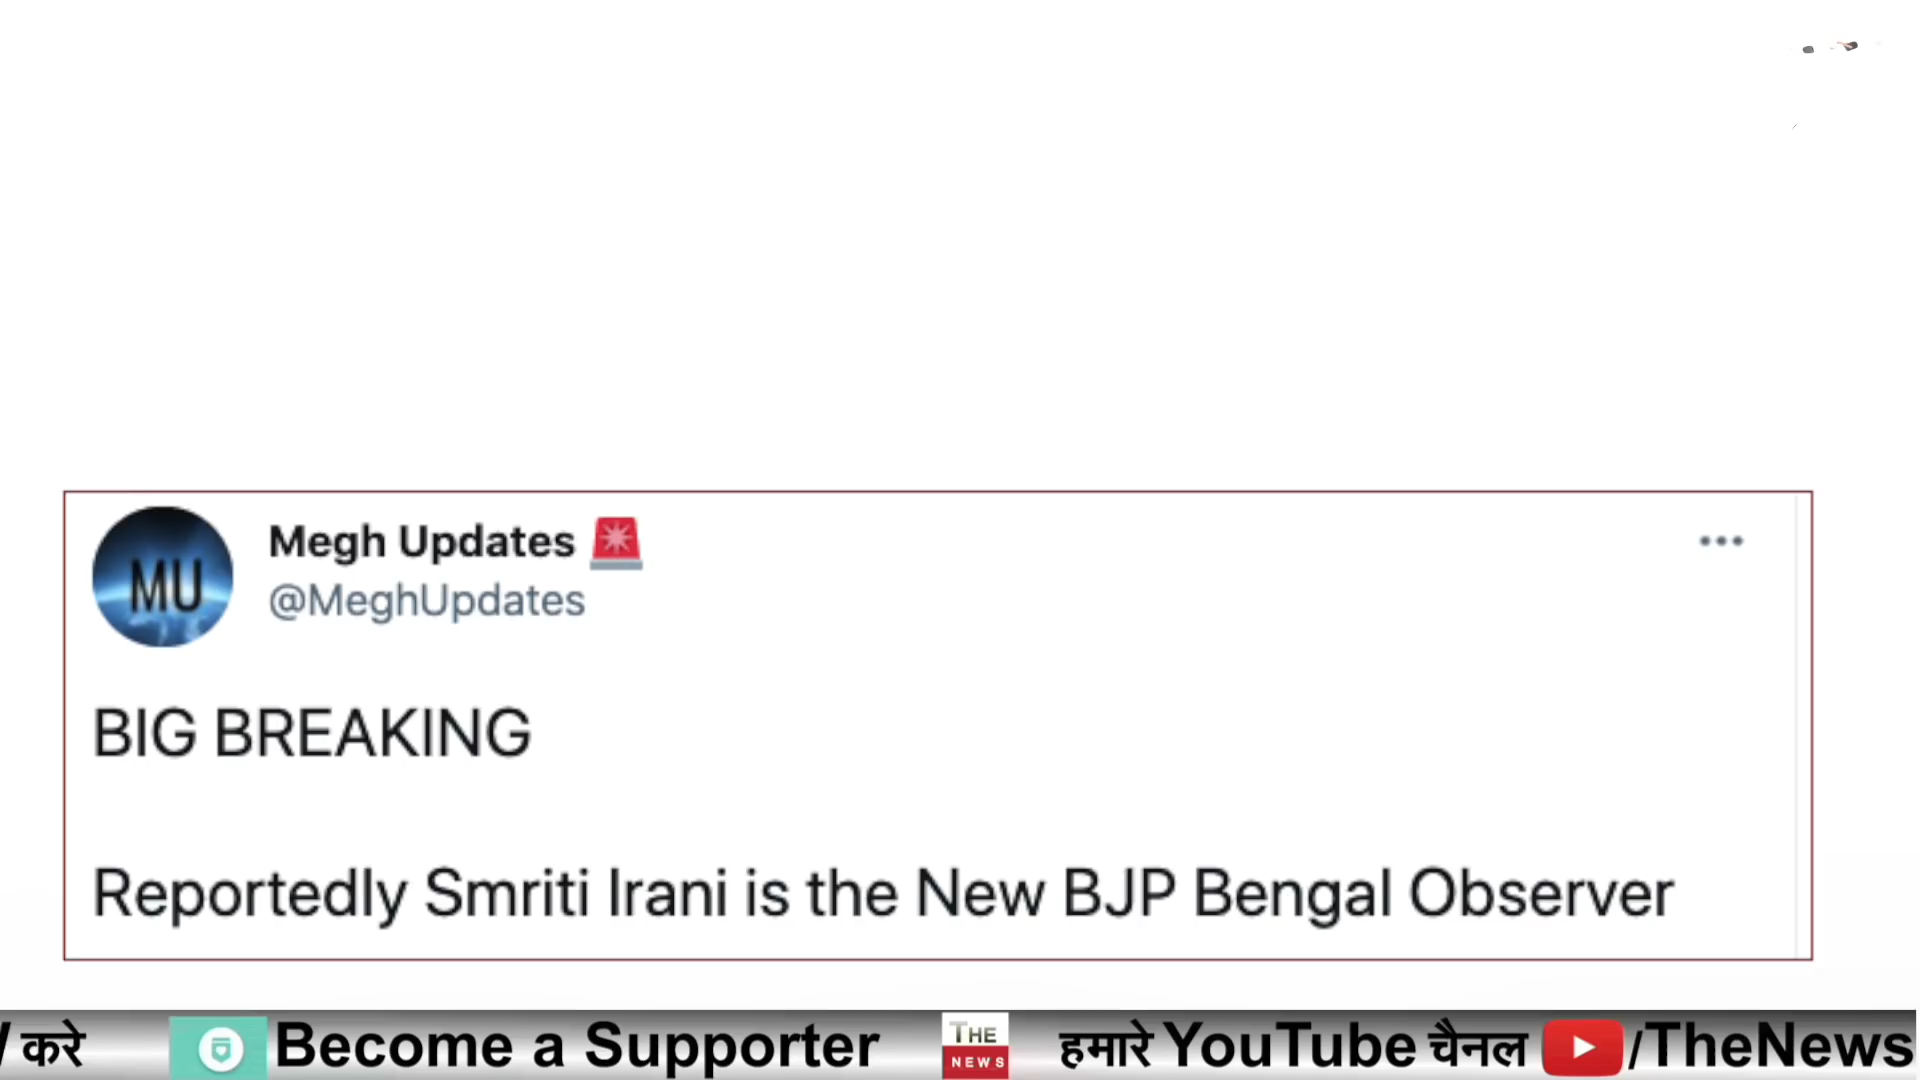 MU
Megh Updates
@MeghUpdates
BIG BREAKING
Reportedly Smriti Irani is the New BJP Bengal Observer
/ करे Become a Supporter THE NEWS हमारे YouTube चैनल /TheNews